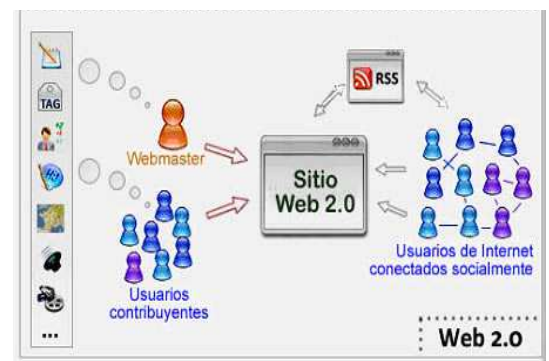 TAG
RSS
Webmaster
Sitio
Web 2.0
Usuarios
contribuyentes
Usuarios de Internet
conectados socialmente
...
Web 2.0